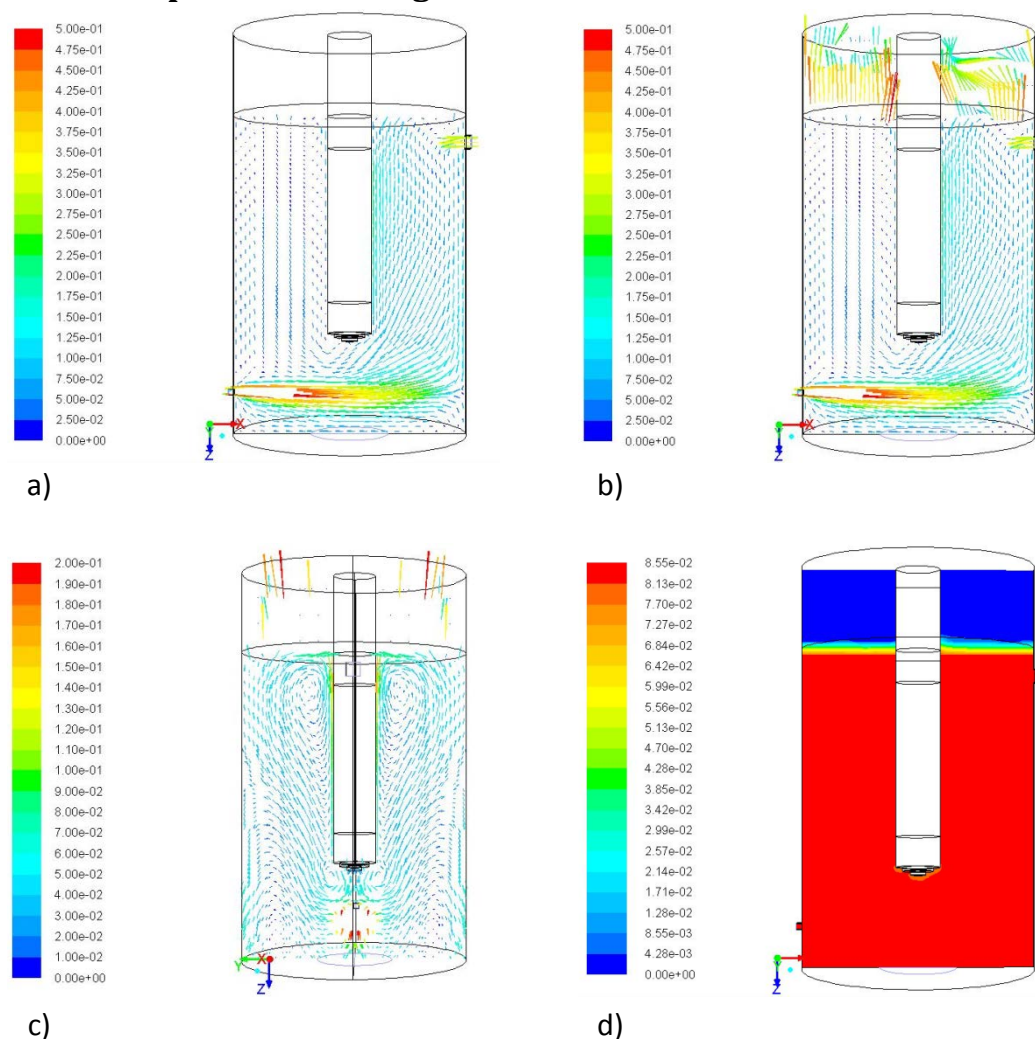 5.00e-01
4.75e-01
4.50e-01
4.25e-01
4.00e-01
3.75e-01
3.50e-01
3.25e-01
3.00e-01
2.75e-01
2.50e-01
2.25e-01
2.00e-01
1.75e-01
1.50e-01
1.25e-01
1.00e-01
7.50e-02
5.00e-02
2.50e-02
0.00e+00
X
Z
a)
5.00e-01
4.75e-01
4.50e-01
4.25e-01
4.00e-01
3.75e-01
3.50e-01
3.25e-01
3.00e-01
2.75e-01
2.50e-01
2.25e-01
2.00e-01
1.75e-01
1.50e-01
1.25e-01
1.00e-01
7.50e-02
5.00e-02
2.50e-02
0.00e+00
X
Z
b)
2.00e-01
1.90e-01
1.80e-01
1.70e-01
1.60e-01
1.50e-01
1.40e-01
1.30e-01
1.20e-01
1.10e-01
1.00e-01
9.00e-02
8.00e-02
7.00e-02
6.00e-02
5.00e-02
4.00e-02
3.00e-02
2.00e-02
1.00e-02
0.00e+00
Y X
Z
c)
8.55e-02
8.13e-02
7.70e-02
7.27e-02
6.84e-02
6.42e-02
5.99e-02
5.56e-02
5.13e-02
4.70e-02
4.28e-02
3.85e-02
3.42e-02
2.99e-02
2.57e-02
2.14e-02
1.71e-02
1.28e-02
8.55e-03
4.28e-03
0.00e+00
Z
d)